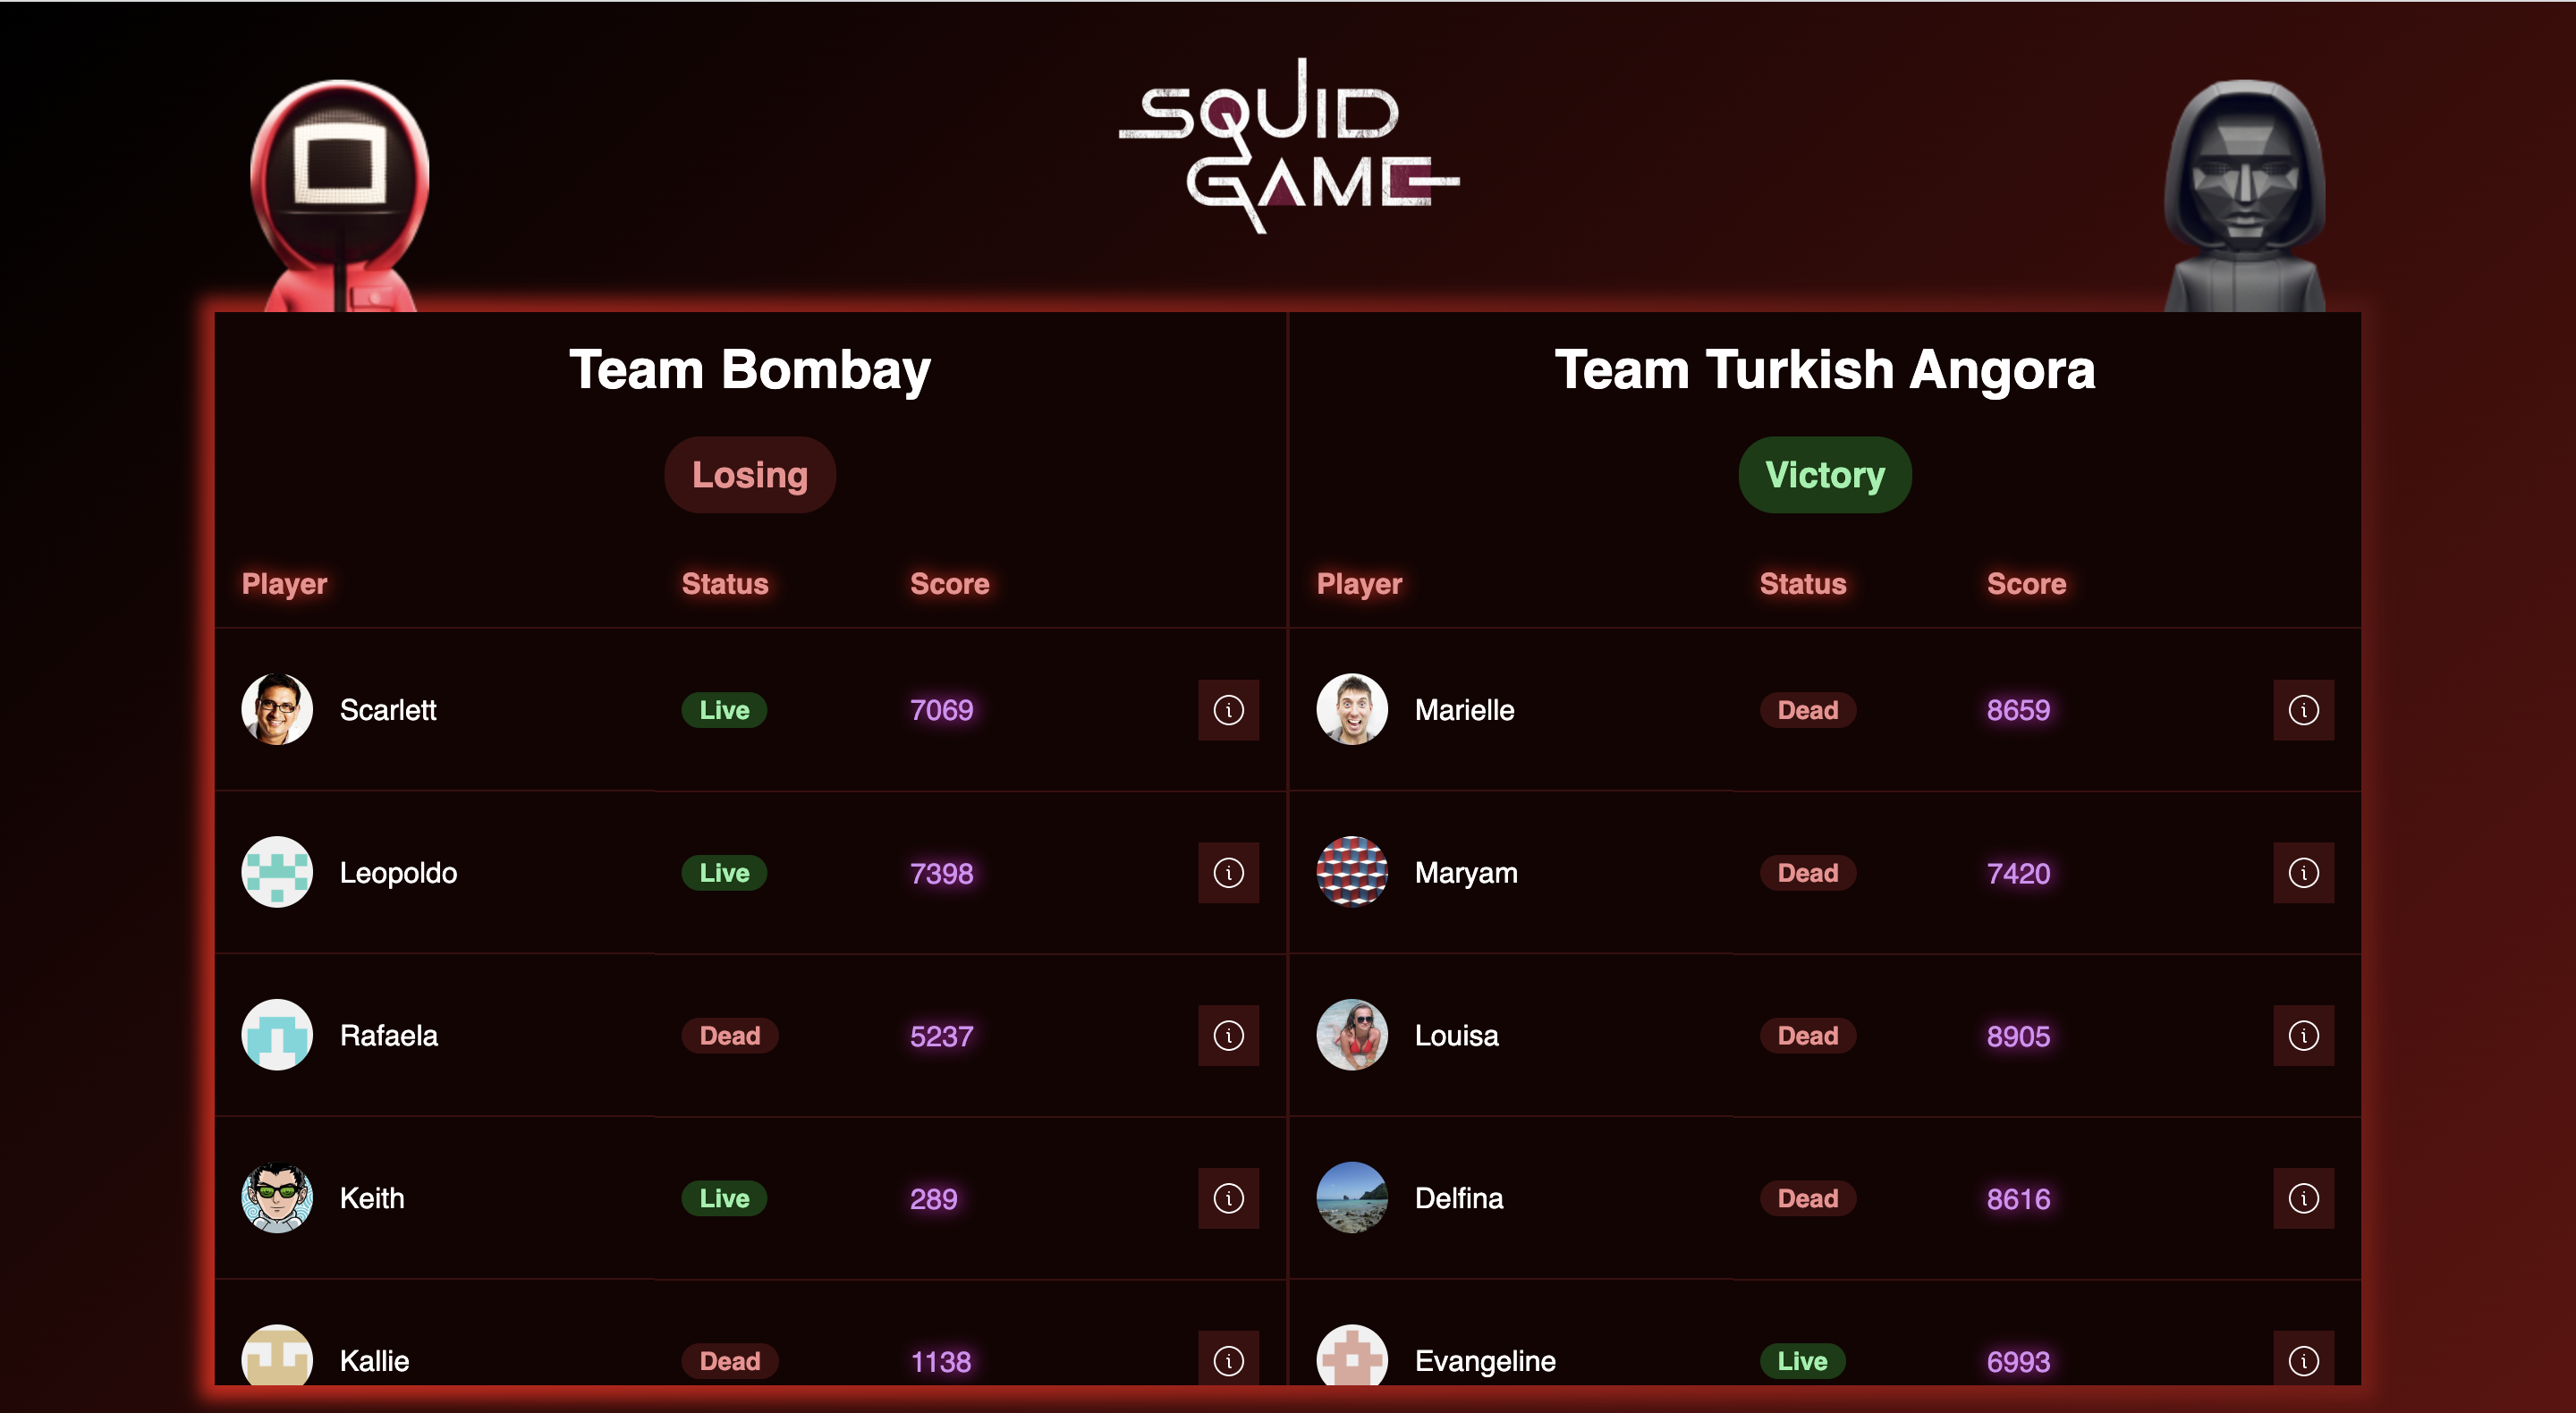 SQUID
GAME
Team Bombay
Losing
Player Status Score
Scarlett Live 7069
Leopoldo Live 7398
Rafaela Dead 5237
Keith Live 289
Kallie Dead 1138
Team Turkish Angora
Victory
Player Status Score
Marielle Dead 8659
Maryam Dead 7420
Louisa Dead 8905
Delfina Dead 8616
Evangeline Live 6993